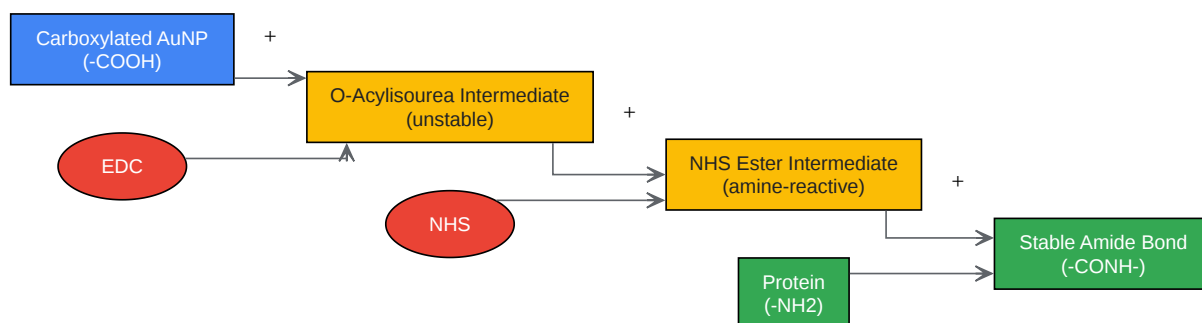 Carboxylated AuNP
(-COOH)
+
O-Acylisourea Intermediate
(unstable)
+
EDC
NHS Ester Intermediate
(amine-reactive)
+
NHS
Stable Amide Bond
(-CONH-)
Protein
(-NH2)